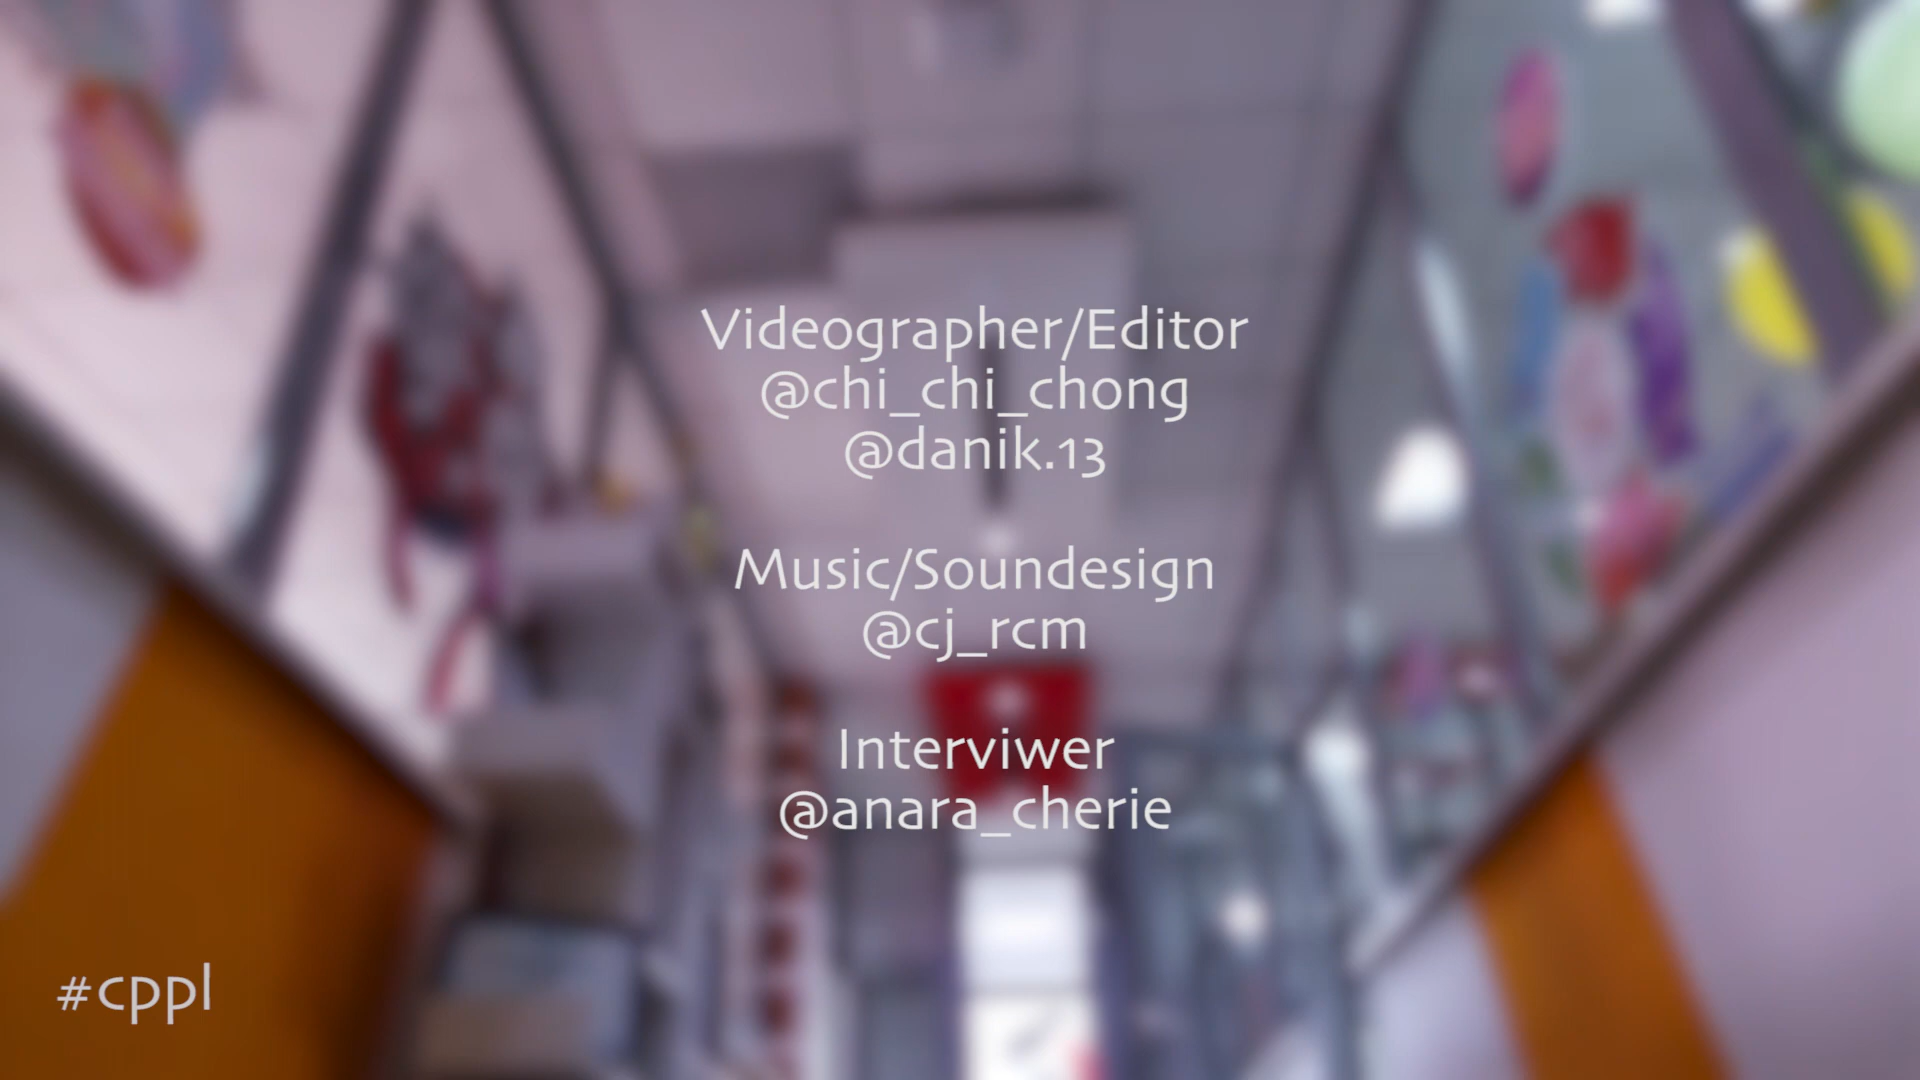 Videographer/Editor
@chi_chi_chong
@danik.13
Music/Soundesign
@cj_rcm
Interviwer
@anara_cherie
#cppl